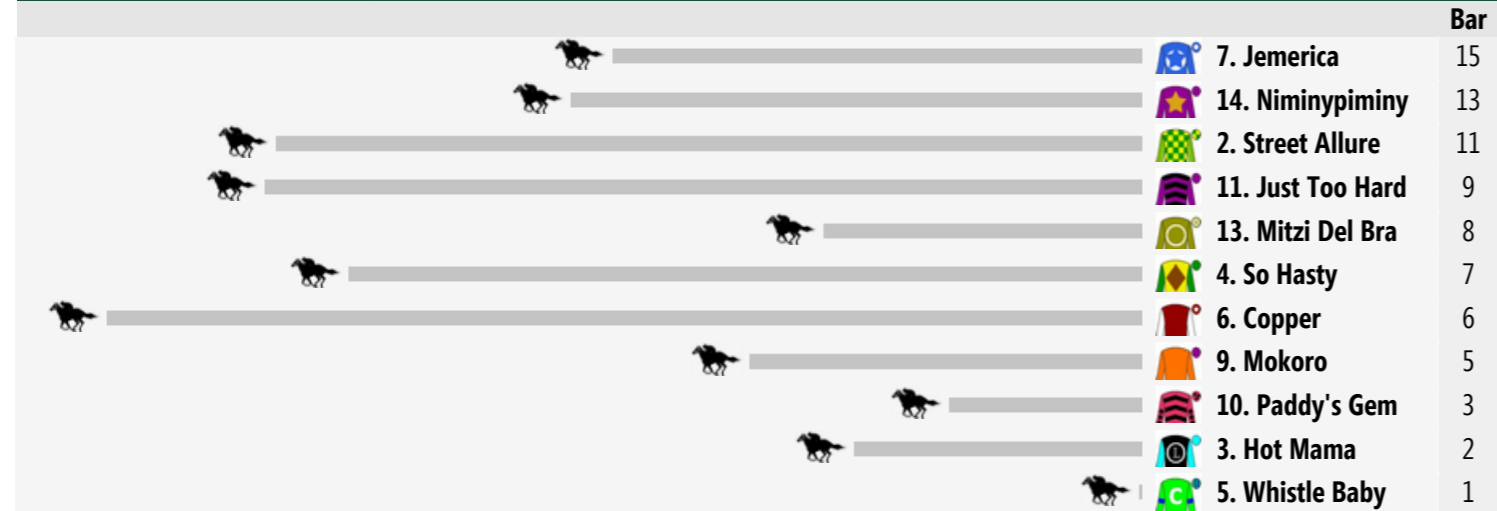 Bar
7. Jemerica 15
14. Niminypiminy 13
2. Street Allure 11
11. Just Too Hard 9
13. Mitzi Del Bra 8
4. So Hasty 7
6. Copper 6
9. Mokoro 5
10. Paddy's Gem 3
L
3. Hot Mama 2
C
5. Whistle Baby 1